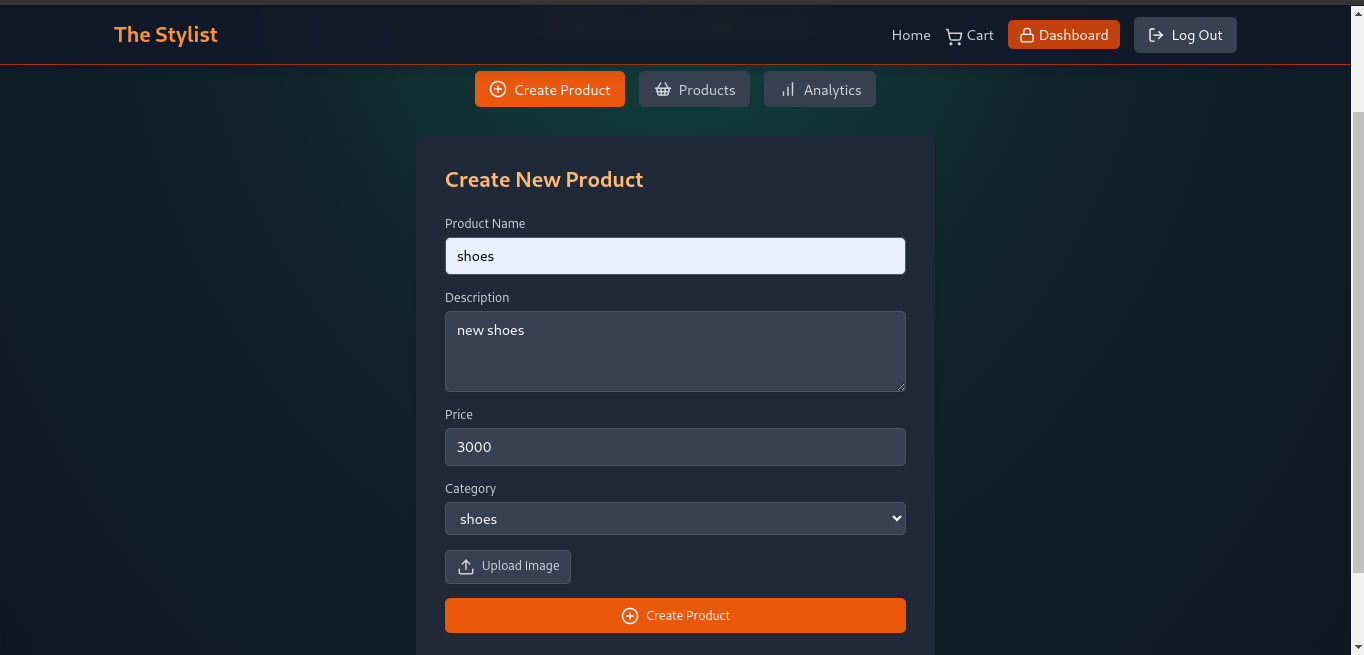 The Stylist
Home Cart Dashboard Log Out
Create Product Products Analytics
Create New Product
Product Name
shoes
Description
new shoes
Price
3000
Category
shoes
Upload Image
Create Product